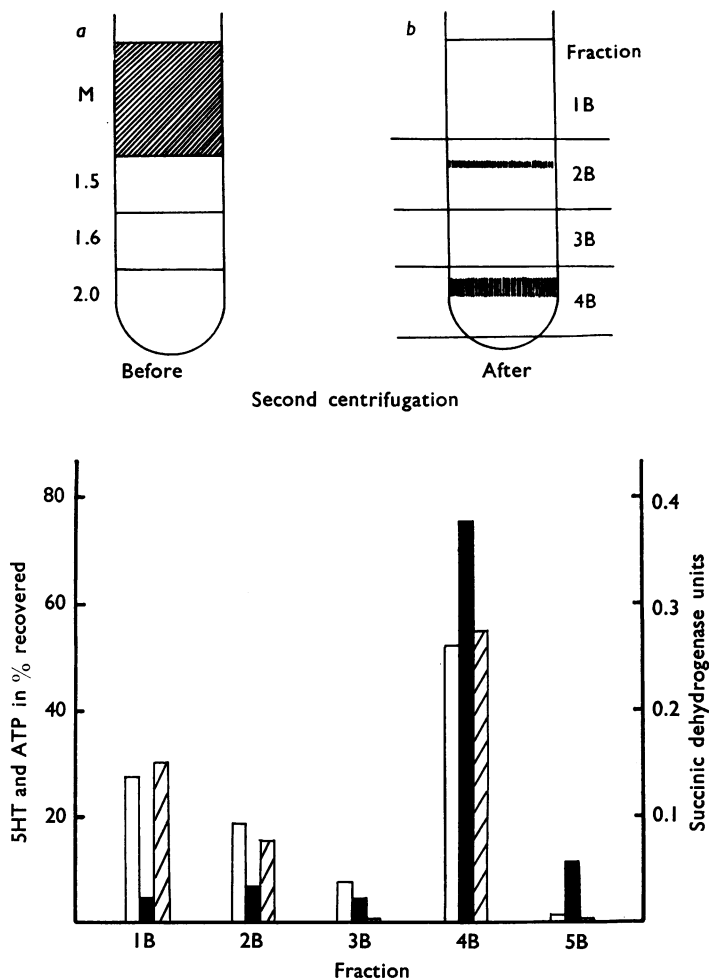 a
M
1.5
1.6
2.0
Before
b
Fraction
1B
2B
3B
4B
After
Second centrifugation
5HT and ATP in % recovered
80
60
40
20
Succinic dehydrogenase units
0.4
0.3
0.2
0.1
1B 2B 3B 4B 5B
Fraction